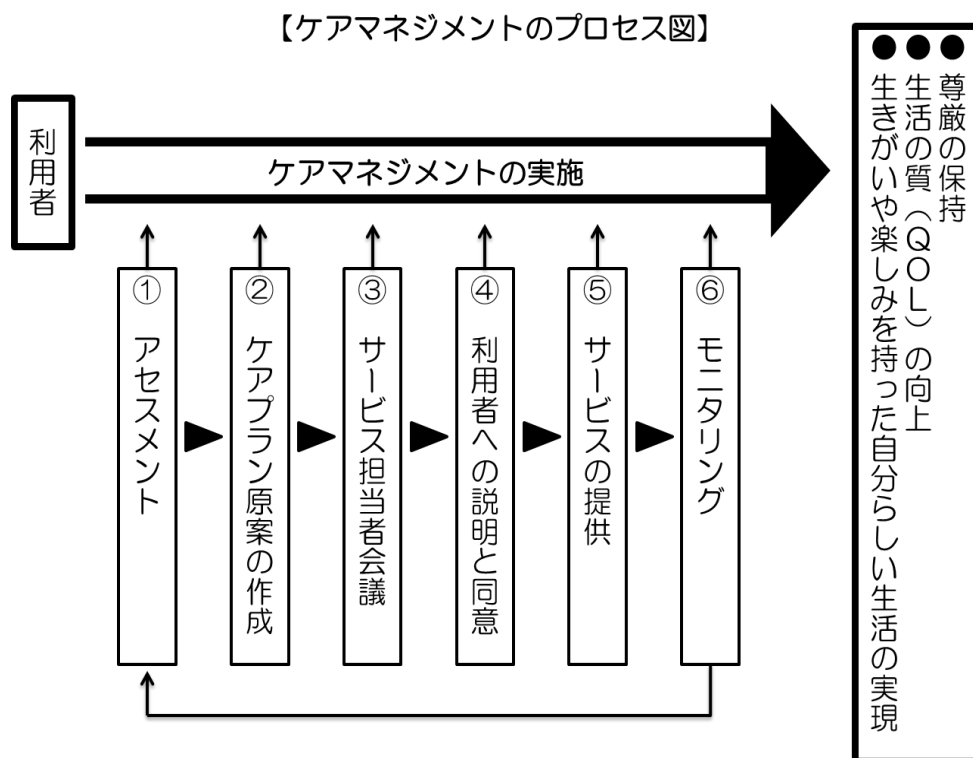 【ケアマネジメントのプロセス図】
利用者
ケアマネジメントの実施
① アセスメント
② ケアプラン原案の作成
③ サービス担当者会議
④ 利用者への説明と同意
⑤ サービスの提供
⑥ モニタリング
● 尊厳の保持
● 生活の質（QOL）の向上
● 生きがいや楽しみを持った自分らしい生活の実現